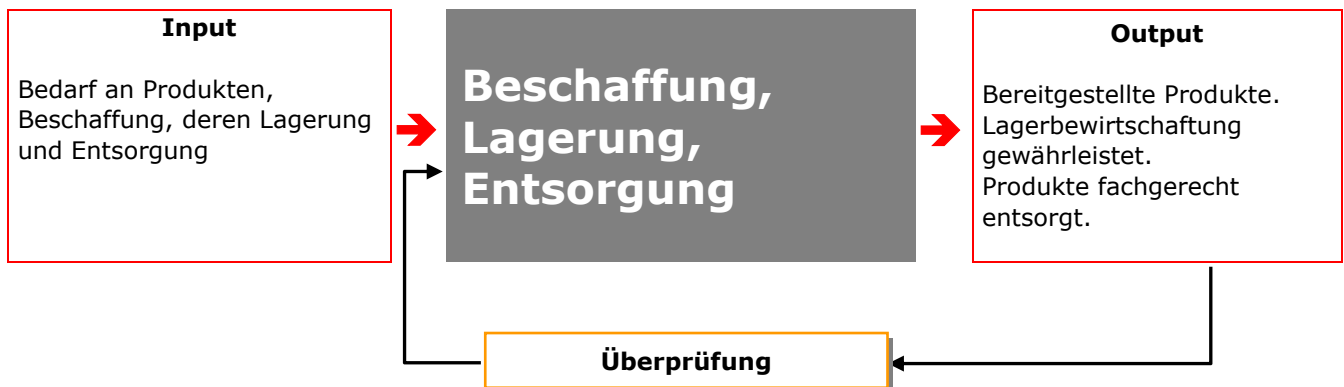 Input
Bedarf an Produkten,
Beschaffung, deren Lagerung
und Entsorgung
Beschaffung,
Lagerung,
Entsorgung
Output
Bereitgestellte Produkte.
Lagerbewirtschaftung
gewährleistet.
Produkte fachgerecht
entsorgt.
Überprüfung